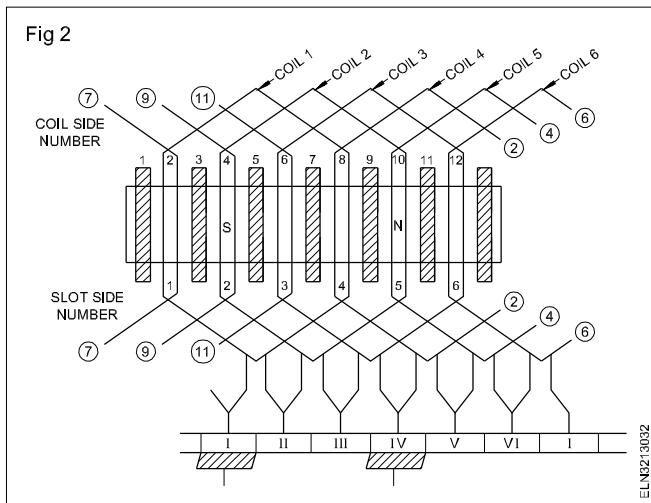 Fig 2
COIL 1
COIL 2
COIL 3
COIL 4
COIL 5
COIL 6
7
9
11
6
4
2
COIL SIDE
NUMBER
1 2 3 4 5 6 7 8 9 10 11 12
S N
SLOT SIDE
NUMBER
1 2 3 4 5 6
7
9
11
2
4
6
I II III IV V VI I
ELN3213032